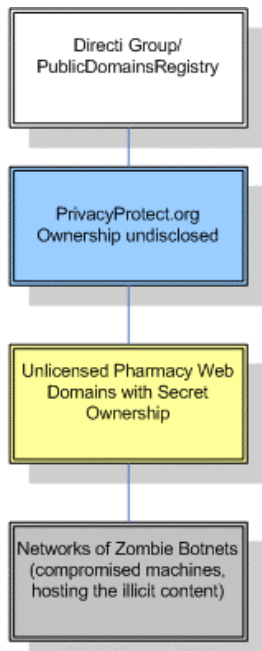 Directi Group/
PublicDomainsRegistry
PrivacyProtect.org
Ownership undisclosed
Unlicensed Pharmacy Web
Domains with Secret
Ownership
Networks of Zombie Botnets
(compromised machines,
hosting the illicit content)